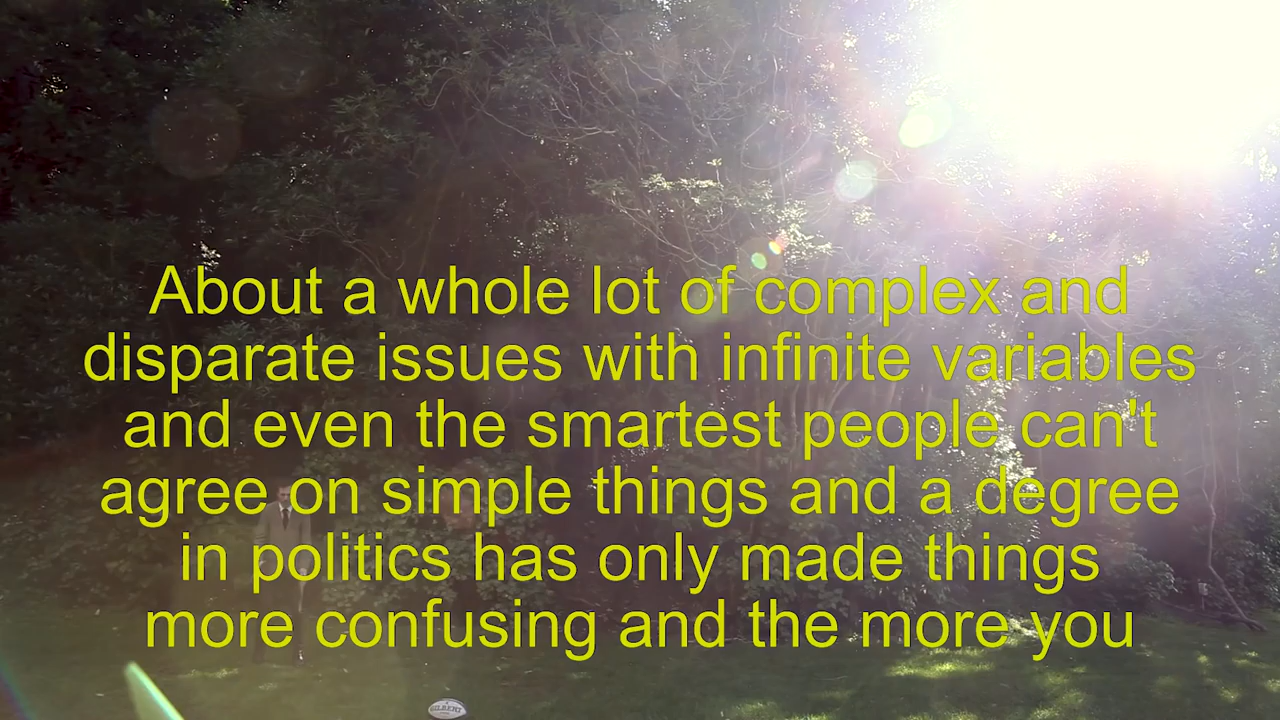 About a whole lot of complex and
disparate issues with infinite variables
and even the smartest people can't
agree on simple things and a degree
in politics has only made things
more confusing and the more you
GILBERT